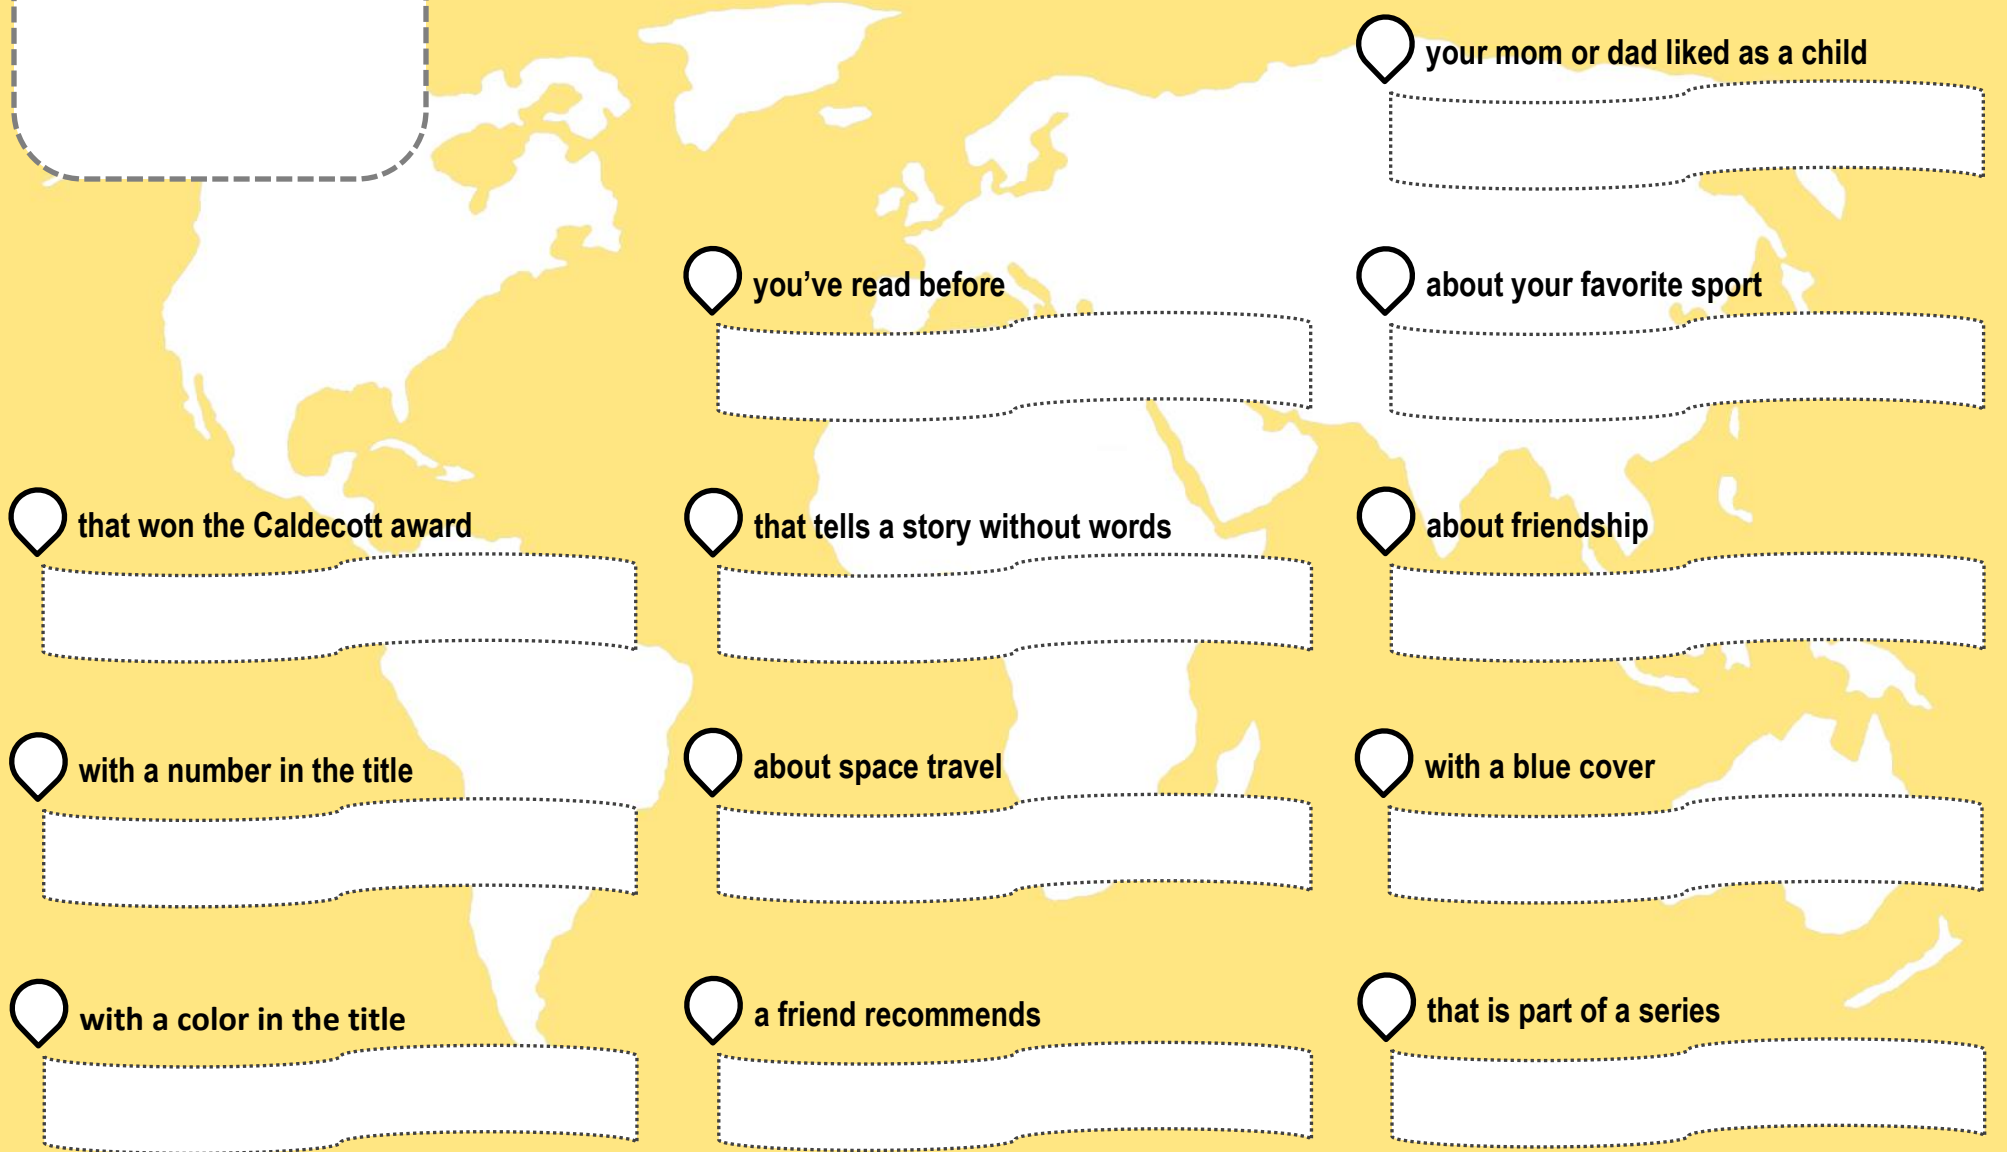 your mom or dad liked as a child
you’ve read before
about your favorite sport
that won the Caldecott award
that tells a story without words
about friendship
with a number in the title
about space travel
with a blue cover
with a color in the title
a friend recommends
that is part of a series